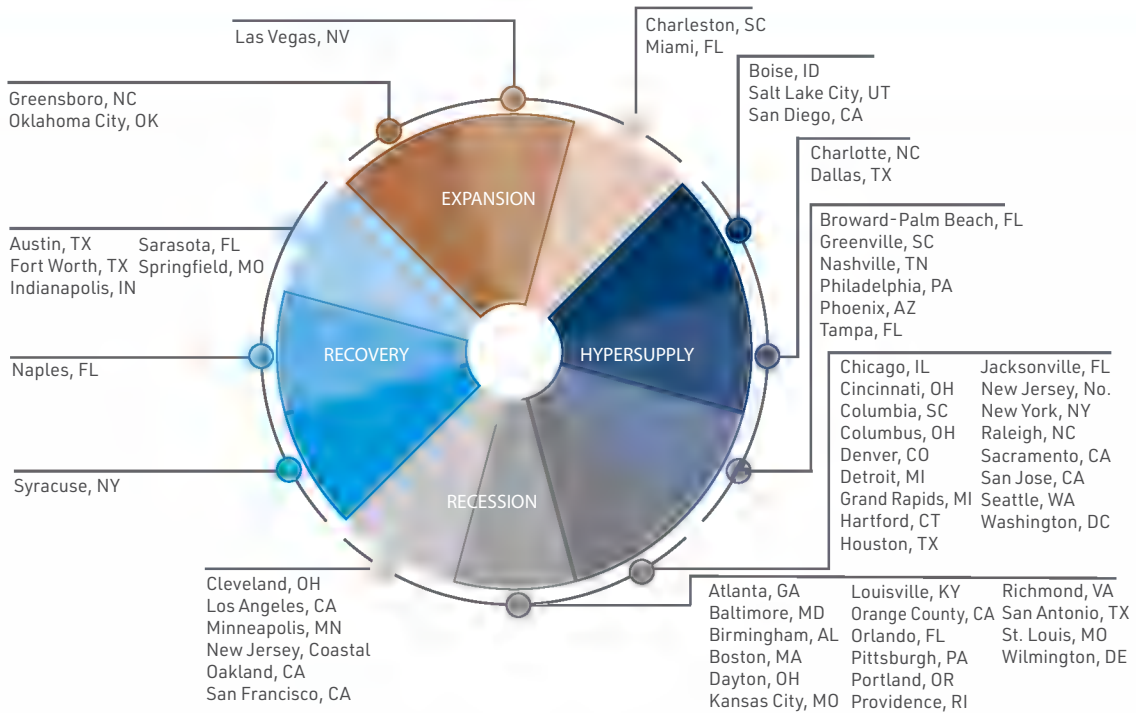 Las Vegas, NV
Charleston, SC
Miami, FL
Greensboro, NC
Oklahoma City, OK
Boise, ID
Salt Lake City, UT
San Diego, CA
Charlotte, NC
Dallas, TX
EXPANSION
Austin, TX
Fort Worth, TX
Indianapolis, IN
Sarasota, FL
Springfield, MO
Broward-Palm Beach, FL
Greenville, SC
Nashville, TN
Philadelphia, PA
Phoenix, AZ
Tampa, FL
RECOVERY
HYPERSUPPLY
Naples, FL
Chicago, IL
Cincinnati, OH
Columbia, SC
Columbus, OH
Denver, CO
Detroit, MI
Grand Rapids, MI
Hartford, CT
Houston, TX
Jacksonville, FL
New Jersey, No.
New York, NY
Raleigh, NC
Sacramento, CA
San Jose, CA
Seattle, WA
Washington, DC
Syracuse, NY
RECESSION
Cleveland, OH
Los Angeles, CA
Minneapolis, MN
New Jersey, Coastal
Oakland, CA
San Francisco, CA
Atlanta, GA
Baltimore, MD
Birmingham, AL
Boston, MA
Dayton, OH
Kansas City, MO
Louisville, KY
Orange County, CA
Orlando, FL
Pittsburgh, PA
Portland, OR
Providence, RI
Richmond, VA
San Antonio, TX
St. Louis, MO
Wilmington, DE